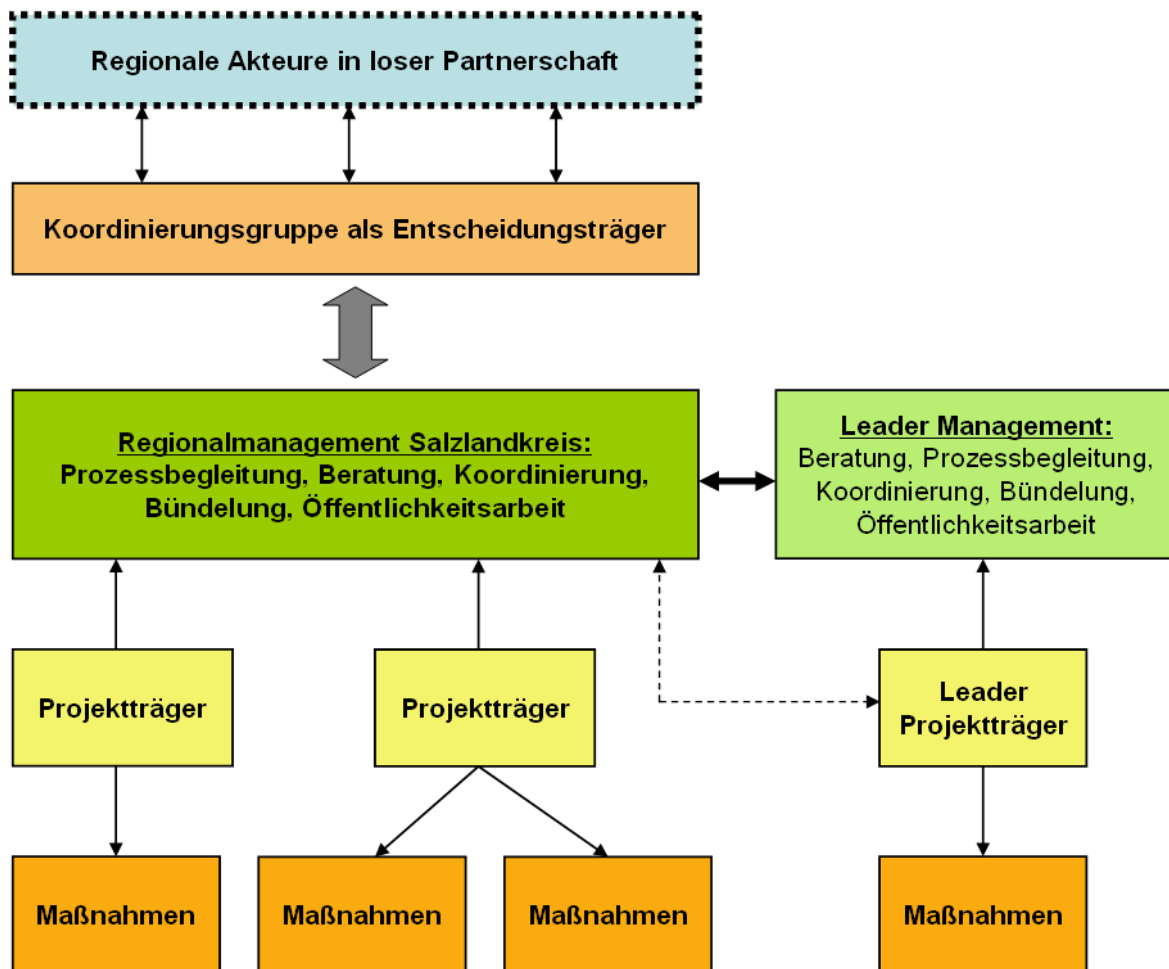 Regionale Akteure in loser Partnerschaft
Koordinierungsgruppe als Entscheidungsträger
Regionalmanagement Salzlandkreis:
Prozessbegleitung, Beratung, Koordinierung,
Bündelung, Öffentlichkeitsarbeit
Leader Management:
Beratung, Prozessbegleitung,
Koordinierung, Bündelung,
Öffentlichkeitsarbeit
Projektträger
Projektträger
Leader
Projektträger
Maßnahmen
Maßnahmen
Maßnahmen
Maßnahmen